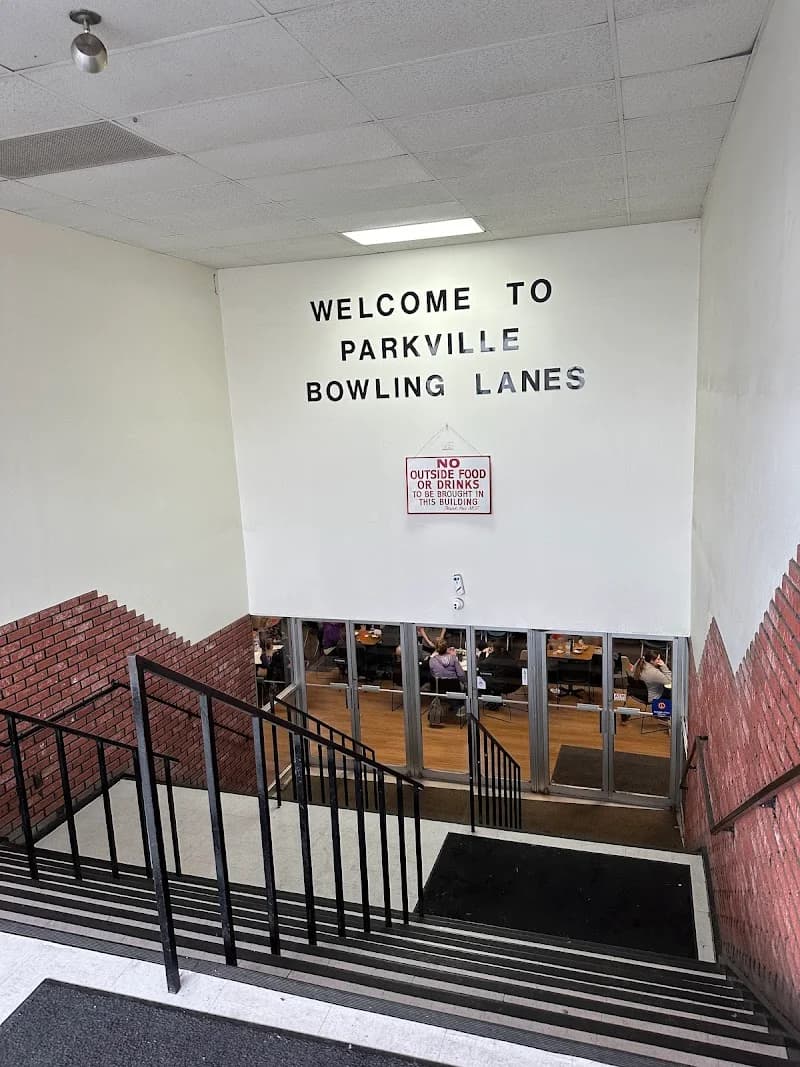 WELCOME TO
PARKVILLE
BOWLING LANES
NO
OUTSIDE FOOD
OR DRINKS
TO BE BROUGHT IN
THIS BUILDING